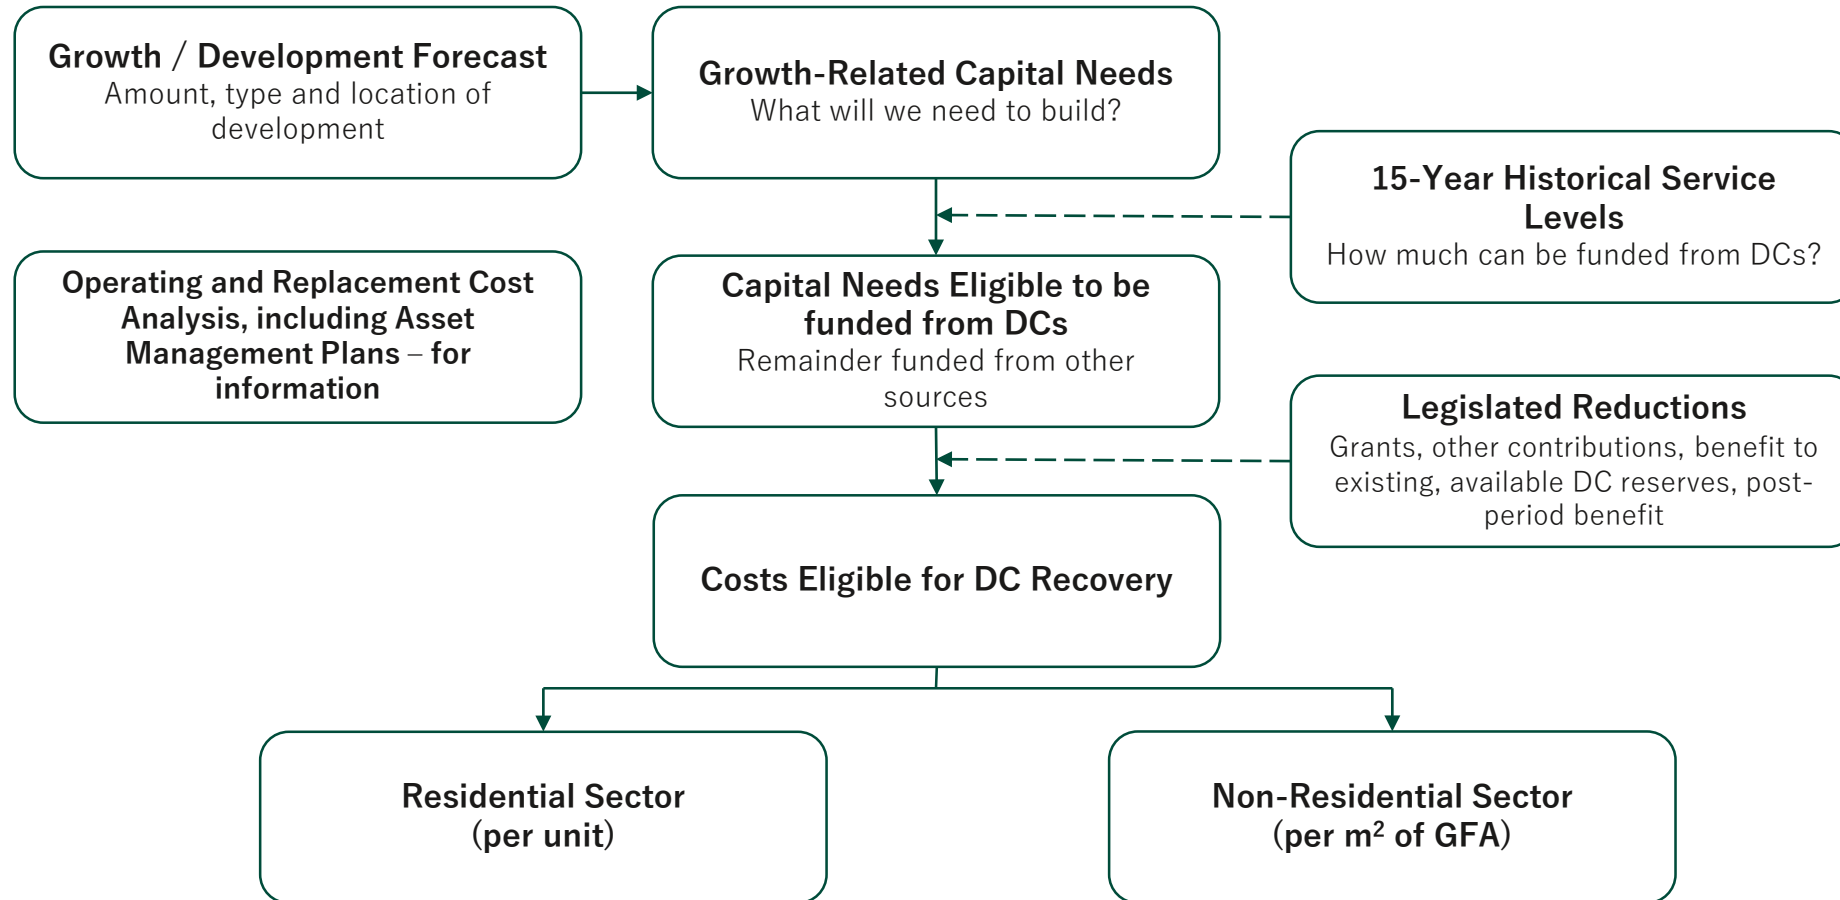 Growth / Development Forecast
Amount, type and location of
development
Growth-Related Capital Needs
What will we need to build?
15-Year Historical Service
Levels
How much can be funded from DCs?
Operating and Replacement Cost
Analysis, including Asset
Management Plans – for
information
Capital Needs Eligible to be
funded from DCs
Remainder funded from other
sources
Legislated Reductions
Grants, other contributions, benefit to
existing, available DC reserves, post-
period benefit
Costs Eligible for DC Recovery
Residential Sector
(per unit)
Non-Residential Sector
(per m² of GFA)